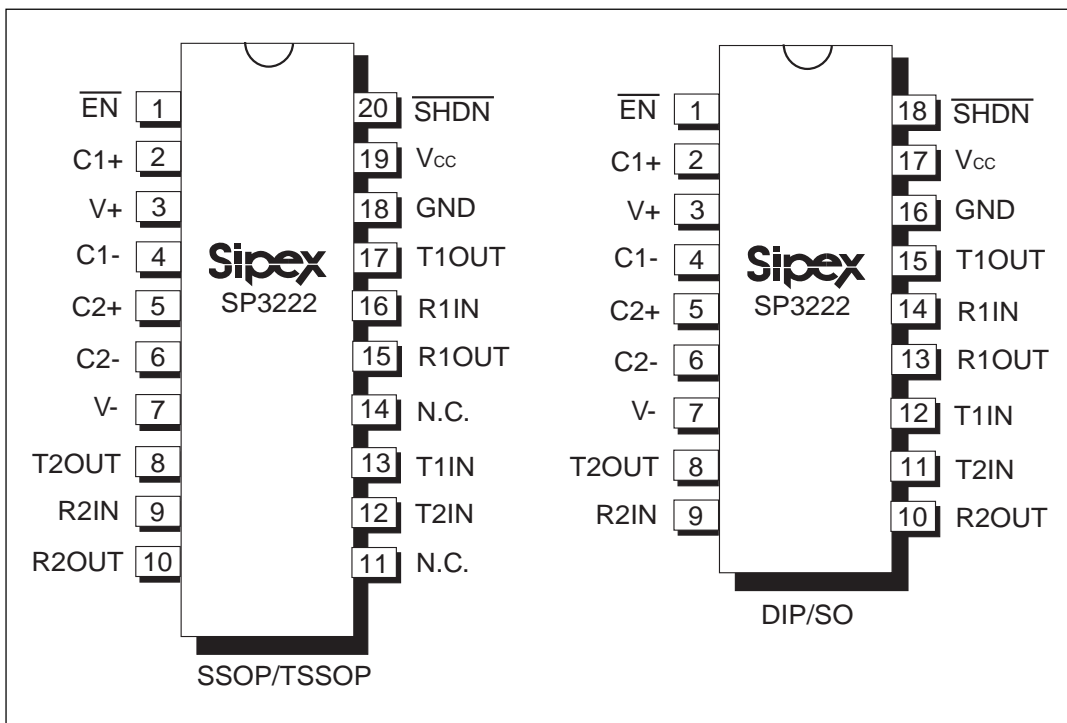 EN 1 20 SHDN
C1+ 2 19 Vcc
V+ 3 18 GND
C1- 4 17 T1OUT
C2+ 5 16 R1IN
C2- 6 15 R1OUT
V- 7 14 N.C.
T2OUT 8 13 T1IN
R2IN 9 12 T2IN
R2OUT 10 11 N.C.
Sipex
SP3222
SSOP/TSSOP
EN 1 18 SHDN
C1+ 2 17 Vcc
V+ 3 16 GND
C1- 4 15 T1OUT
C2+ 5 14 R1IN
C2- 6 13 R1OUT
V- 7 12 T1IN
T2OUT 8 11 T2IN
R2IN 9 10 R2OUT
Sipex
SP3222
DIP/SO